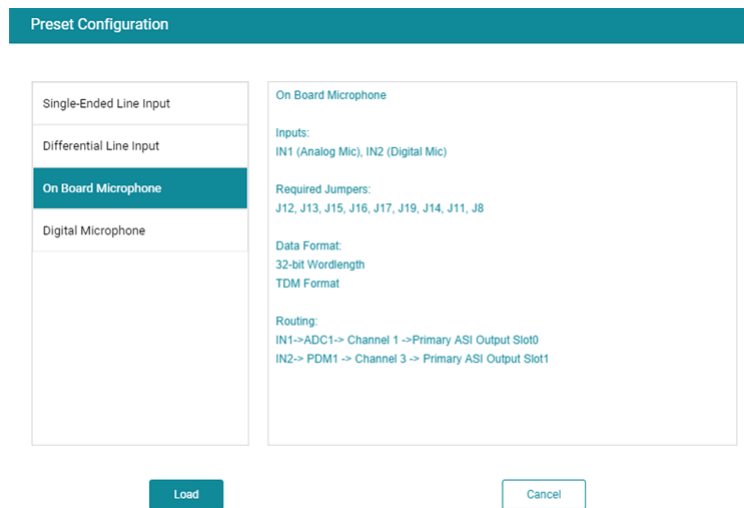 Preset Configuration
Single-Ended Line Input
Differential Line Input
On Board Microphone
Digital Microphone
On Board Microphone
Inputs:
IN1 (Analog Mic), IN2 (Digital Mic)
Required Jumpers:
J12, J13, J15, J16, J17, J19, J14, J11, J8
Data Format:
32-bit Wordlength
TDM Format
Routing:
IN1->ADC1-> Channel 1 ->Primary ASI Output Slot0
IN2-> PDM1 -> Channel 3 -> Primary ASI Output Slot1
Load
Cancel